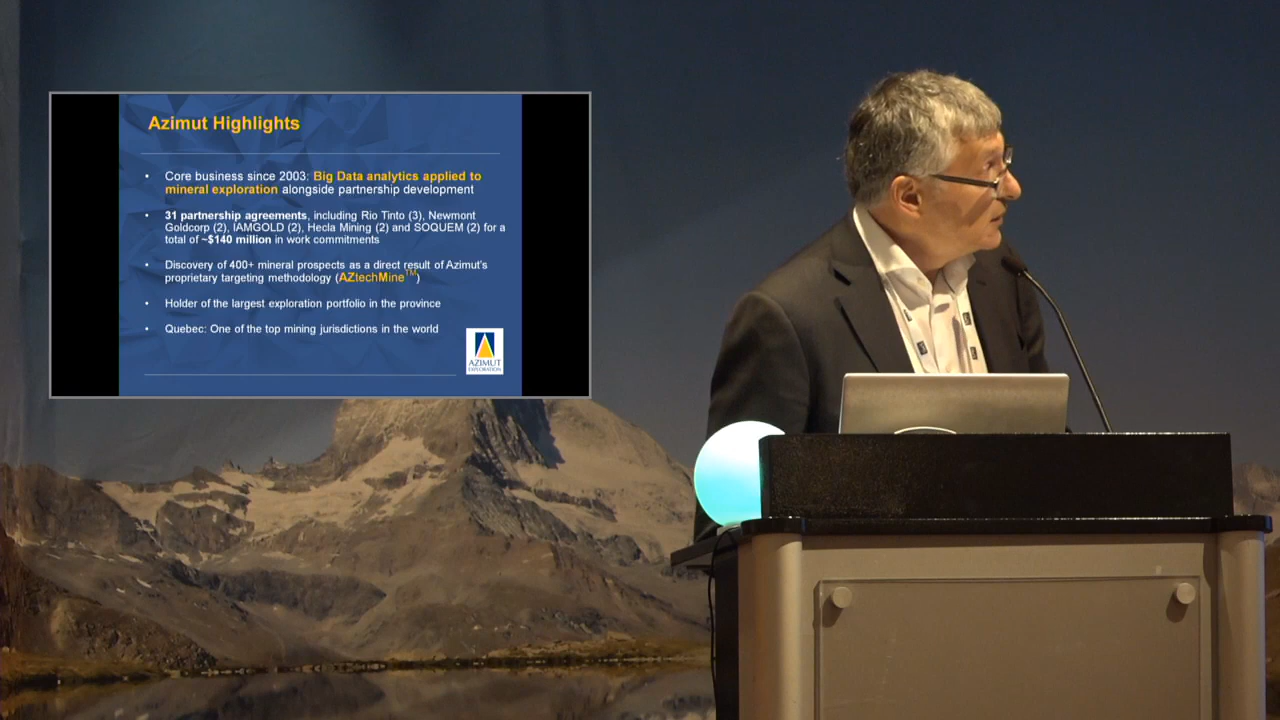 Azimut Highlights
• Core business since 2003: Big Data analytics applied to
mineral exploration alongside partnership development
• 31 partnership agreements, including Rio Tinto (3), Newmont
Goldcorp (2), IAMGOLD (2), Hecla Mining (2) and SOQUEM (2) for a
total of ~$140 million in work commitments
• Discovery of 400+ mineral prospects as a direct result of Azimut's
proprietary targeting methodology (AZtechMine™)
• Holder of the largest exploration portfolio in the province
• Quebec: One of the top mining jurisdictions in the world
AZIMUT
EXPLORATION